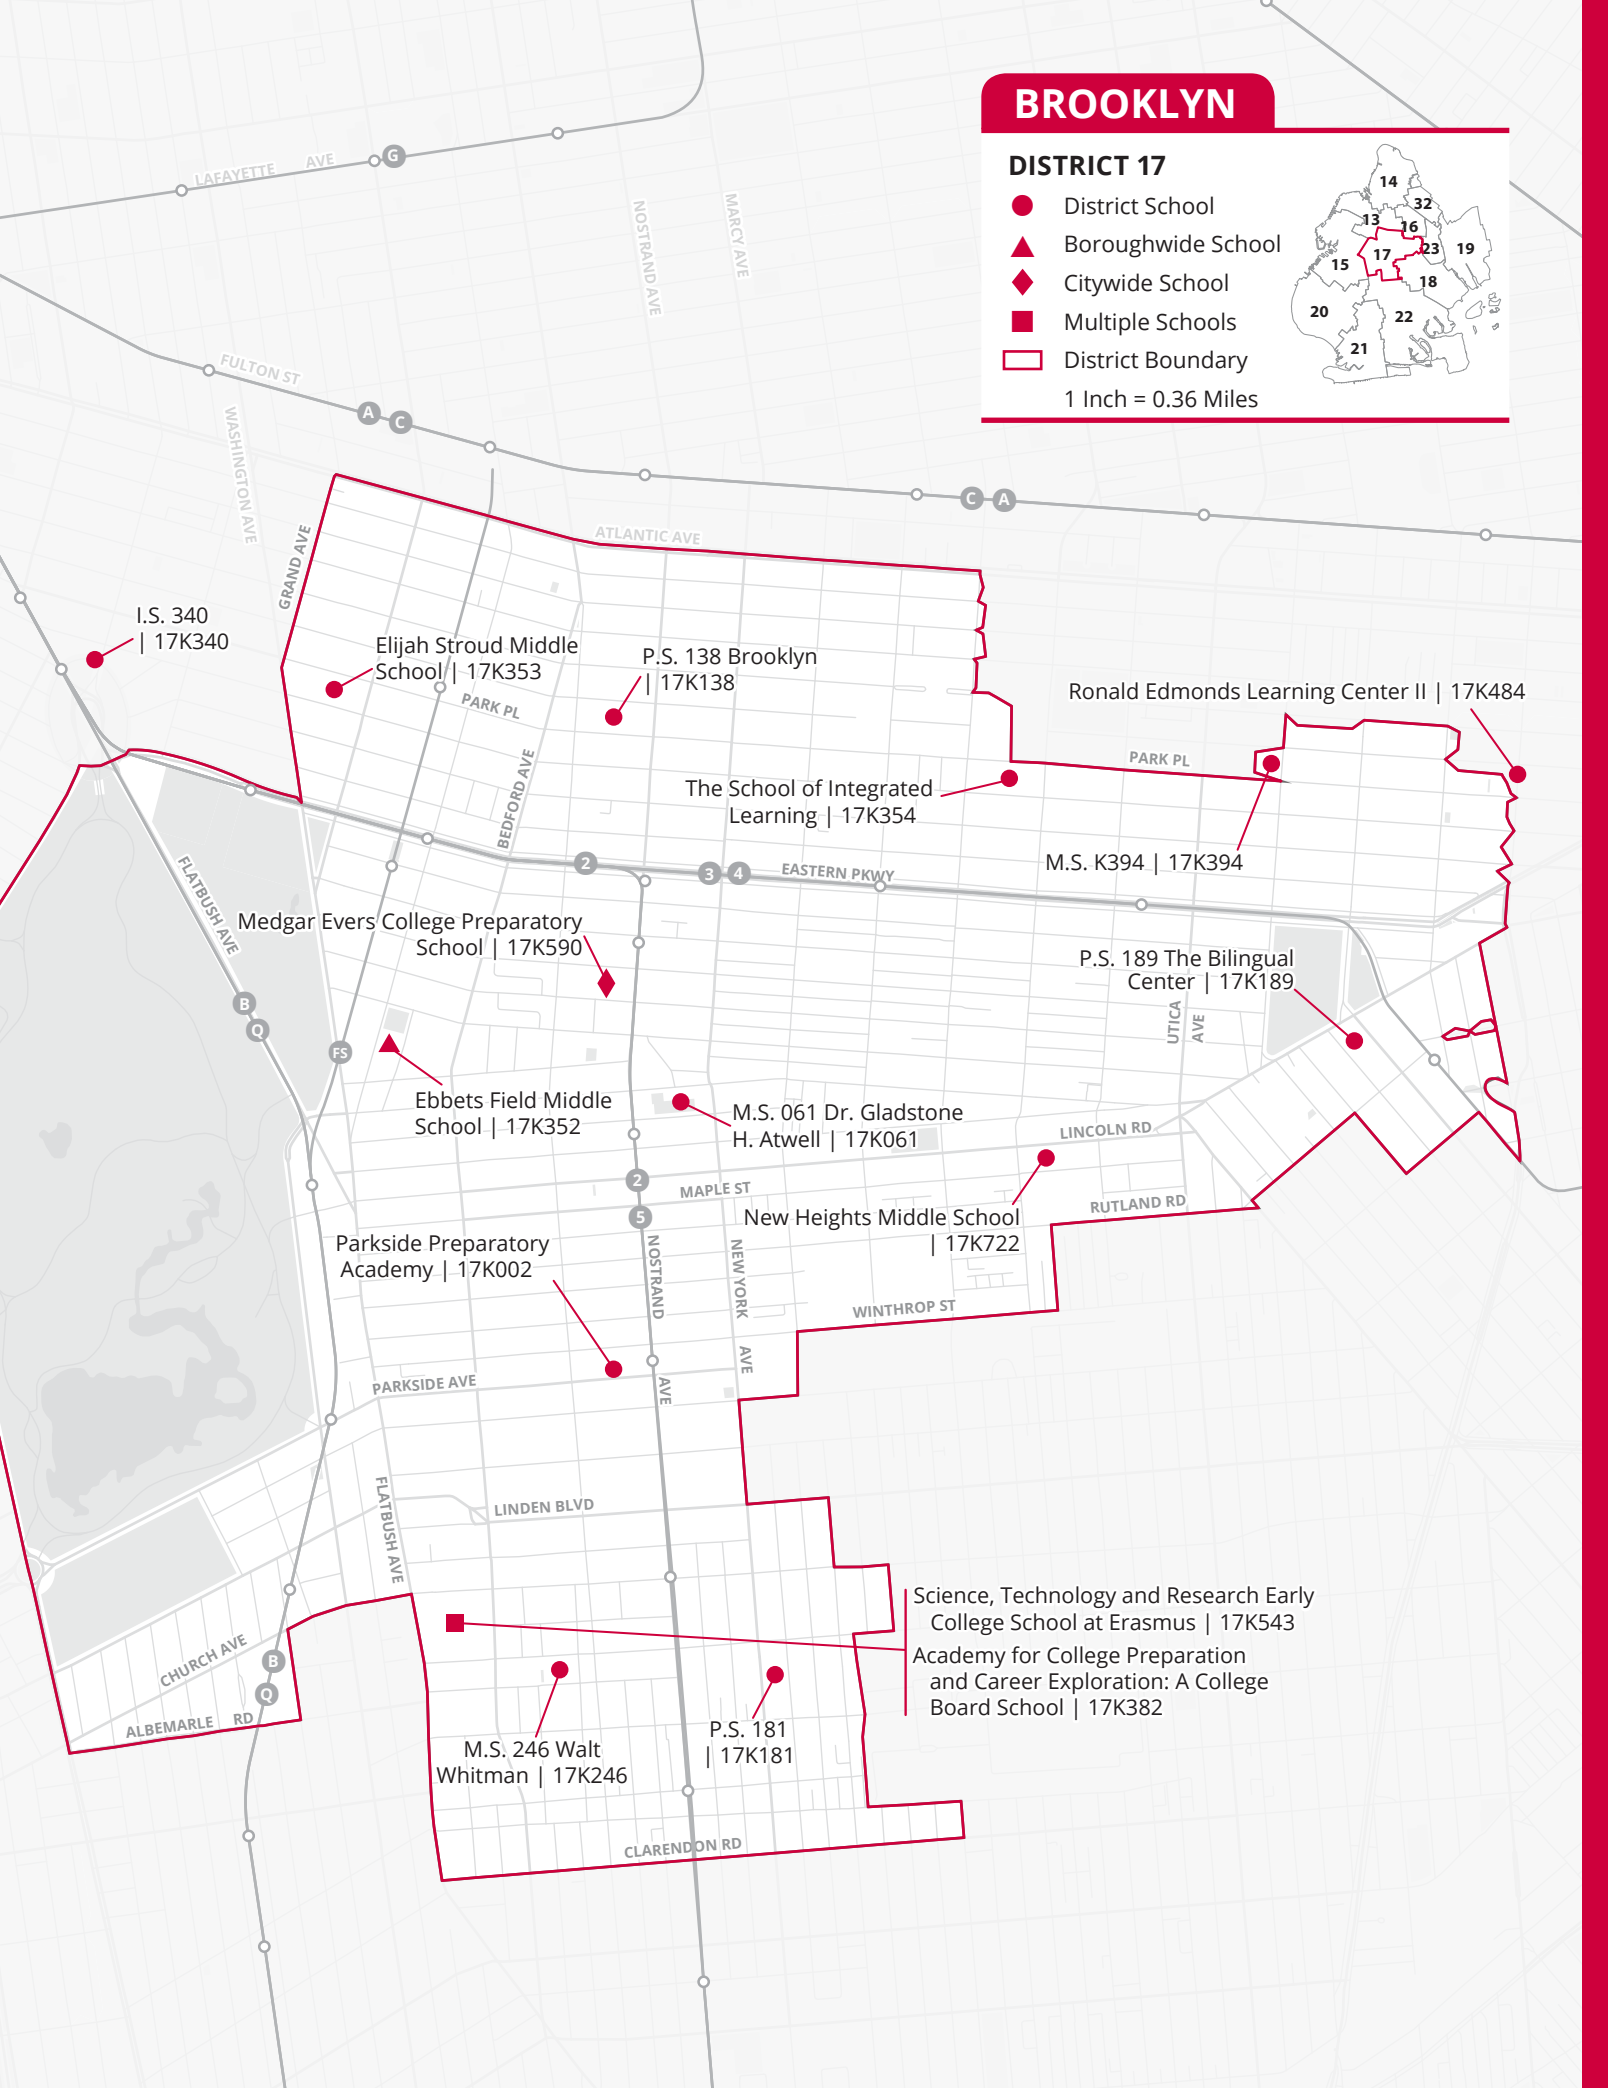 BROOKLYN
DISTRICT 17
District School
Boroughwide School
Citywide School
Multiple Schools
District Boundary
1 Inch = 0.36 Miles
14
32
13
16
17
23
19
15
18
20
22
21
LAFAYETTE AVE
G
NOSTRAND AVE
MARCY AVE
FULTON ST
A
C
WASHINGTON AVE
C
A
ATLANTIC AVE
GRAND AVE
I.S. 340
| 17K340
Elijah Stroud Middle
School | 17K353
P.S. 138 Brooklyn
| 17K138
Ronald Edmonds Learning Center II | 17K484
PARK PL
PARK PL
BEDFORD AVE
The School of Integrated
Learning | 17K354
M.S. K394 | 17K394
2
3
4
EASTERN PKWY
FLATBUSH AVE
Medgar Evers College Preparatory
School | 17K590
P.S. 189 The Bilingual
Center | 17K189
B
Q
FS
UTICA
AVE
Ebbets Field Middle
School | 17K352
M.S. 061 Dr. Gladstone
H. Atwell | 17K061
LINCOLN RD
2
MAPLE ST
5
RUTLAND RD
New Heights Middle School
| 17K722
Parkside Preparatory
Academy | 17K002
NOSTRAND
AVE
NEW YORK
AVE
WINTHROP ST
PARKSIDE AVE
FLATBUSH AVE
LINDEN BLVD
Science, Technology and Research Early
College School at Erasmus | 17K543
Academy for College Preparation
and Career Exploration: A College
Board School | 17K382
CHURCH AVE
B
Q
ALBEMARLE RD
M.S. 246 Walt
Whitman | 17K246
P.S. 181
| 17K181
CLARENDON RD